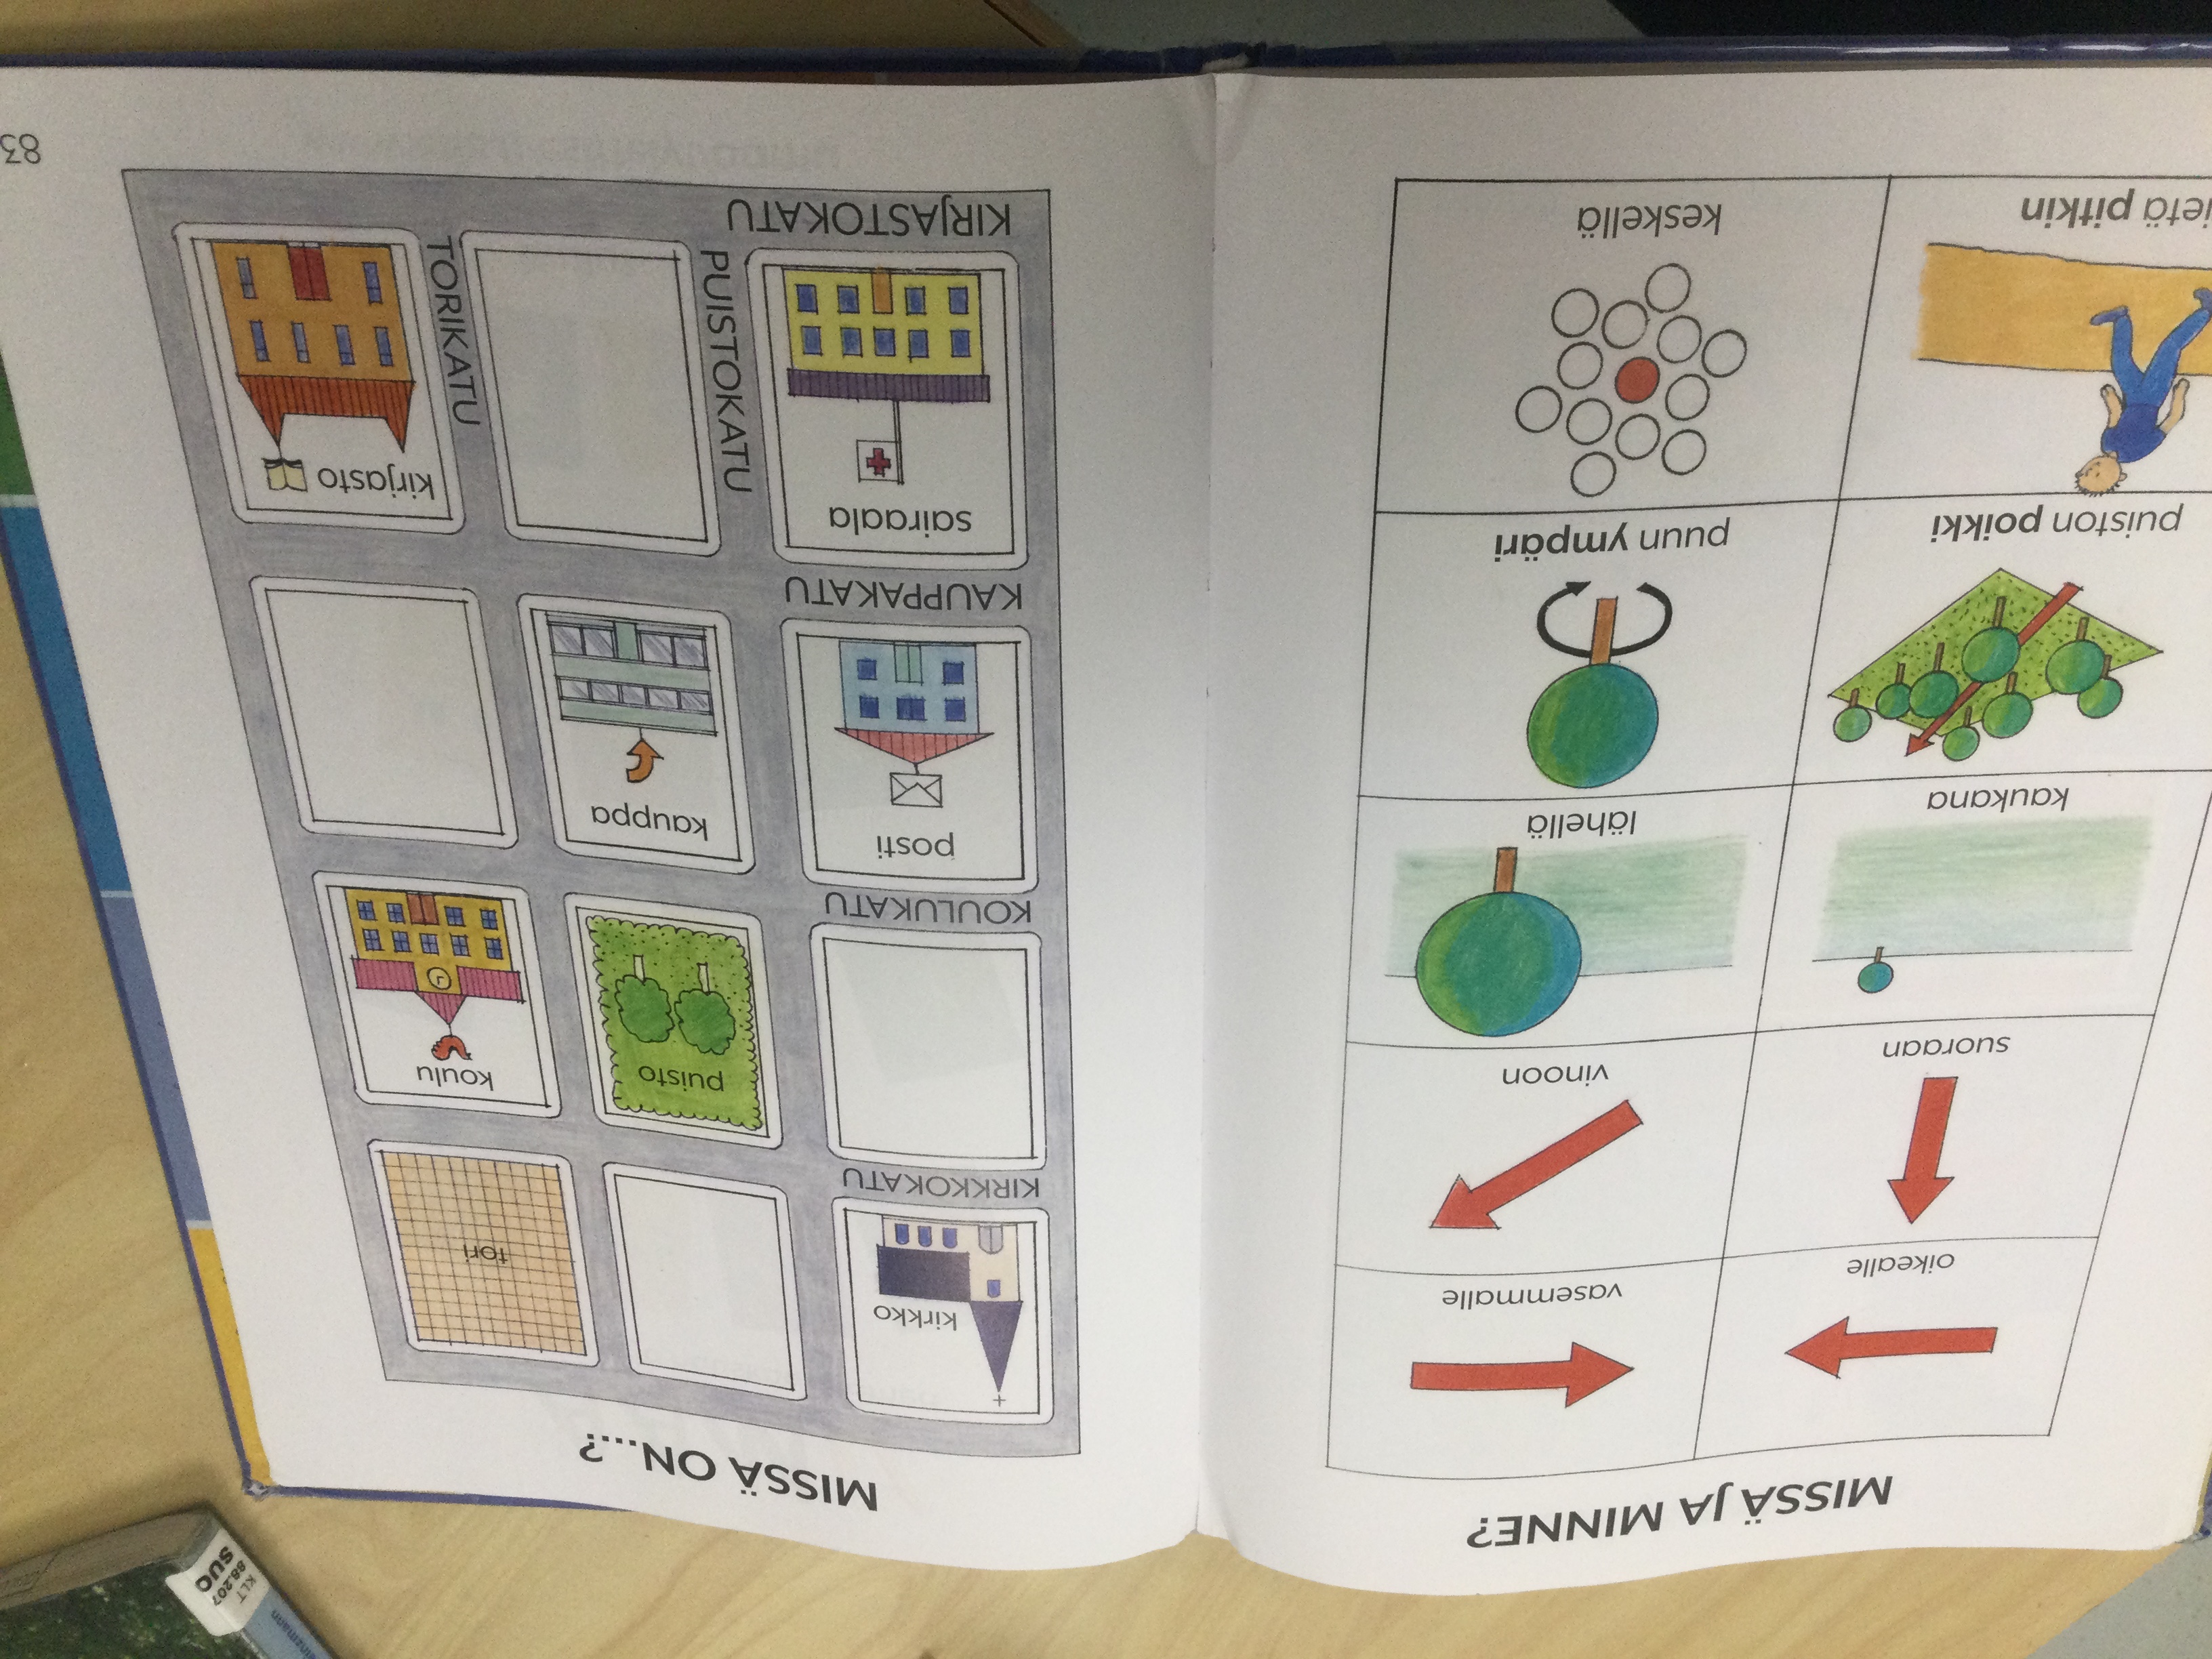 MISSÄ JA MINNE?
oikealle
vasemmalle
suoraan
vinoon
kaukana
lähellä
puiston poikki
puun ympäri
ietä pitkin
keskellä
MISSÄ ON...?
kirkko
tori
KIRKKOKATU
puisto
koulu
KOULUKATU
posti
kauppa
KAUPPAKATU
sairaala
PUISTOKATU
TORIKATU
kirjasto
KIRJASTOKATU
83
KLT
88.207
SUO